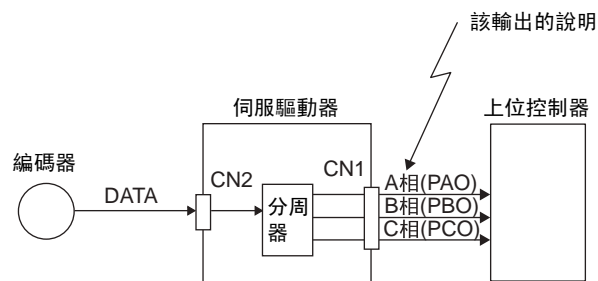 該輸出的說明
伺服驅動器
上位控制器
編碼器
DATA
CN2
CN1
分周
器
A相(PAO)
B相(PBO)
C相(PCO)